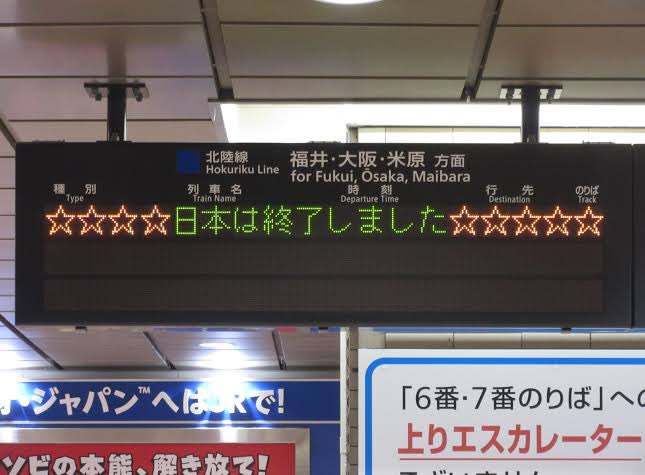 北陸線 福井・大阪・米原 方面
Hokuriku Line for Fukui, Ōsaka, Maibara
種別 列車名 時刻 行先 のりば
Type Train Name Departure Time Destination Track
☆☆☆☆日本は終了しました☆☆☆☆☆
・ジャパン™へはJRで!
「6番・7番のりば」への
上りエスカレーター
ゾビの本能、解き放て!